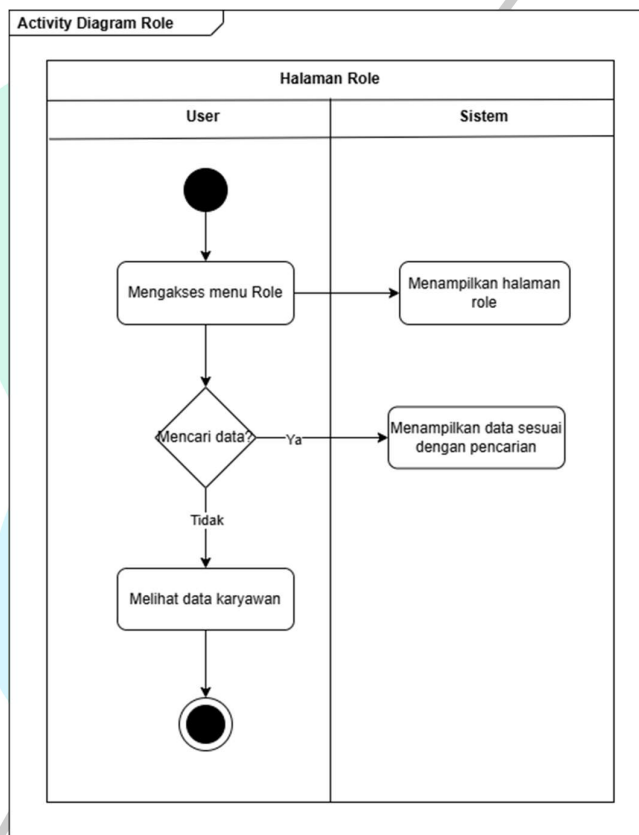 Activity Diagram Role
Halaman Role
User
Sistem
Mengakses menu Role
Menampilkan halaman
role
Mencari data?
Ya
Menampilkan data sesuai
dengan pencarian
Tidak
Melihat data karyawan